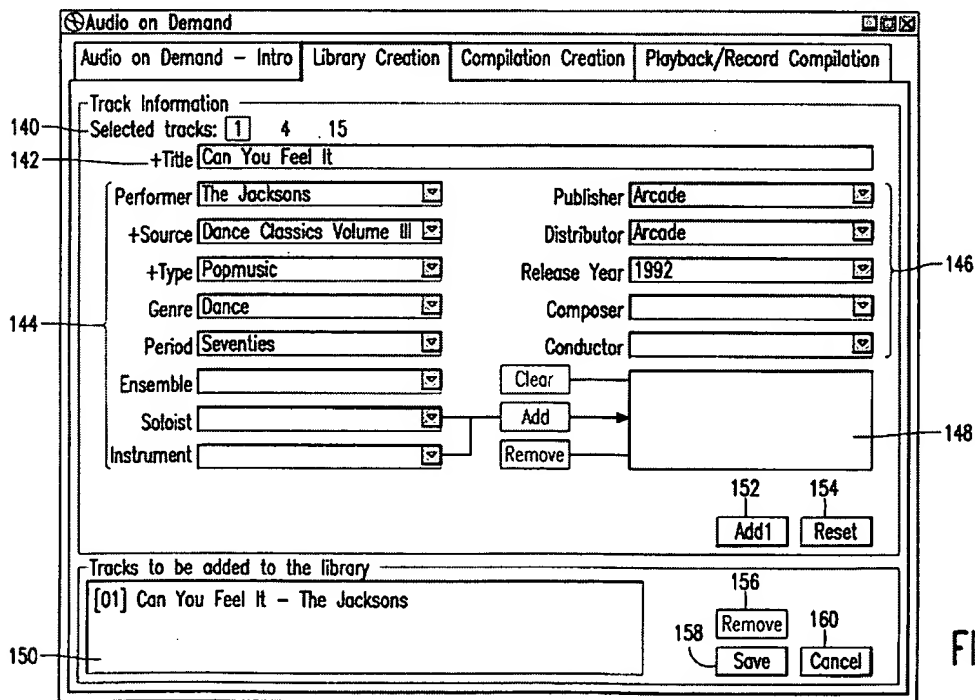 Audio on Demand
Audio on Demand – Intro Library Creation Compilation Creation Playback/Record Compilation
Track Information
140 Selected tracks: 1 4 15
142 +Title Can You Feel It
Performer The Jacksons Publisher Arcade
+Source Dance Classics Volume III Distributor Arcade
+Type Popmusic Release Year 1992 146
144 Genre Dance Composer
Period Seventies Conductor
Ensemble Clear
Soloist Add 148
Instrument Remove
152 154
Add1 Reset
Tracks to be added to the library
[01] Can You Feel It – The Jacksons 156
Remove
158 160
150 Save Cancel